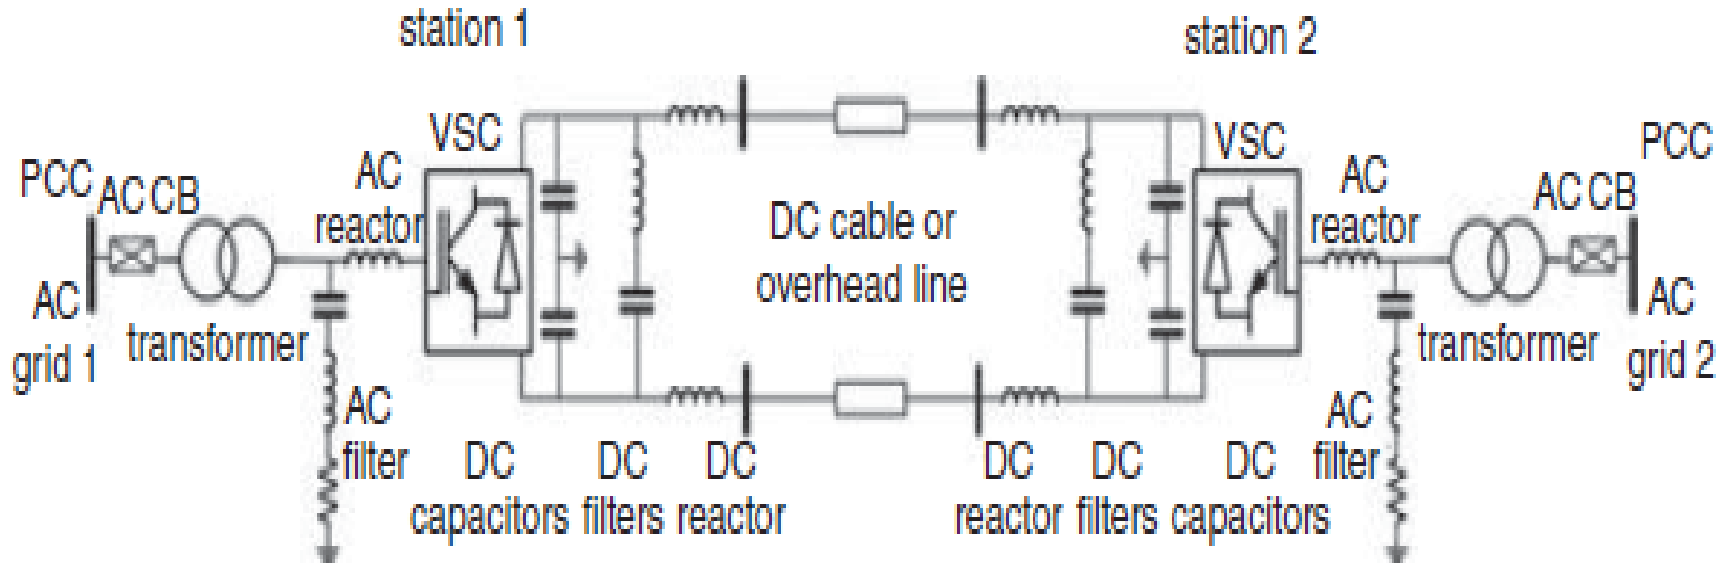 station 1
station 2
VSC
VSC
PCC
AC CB
AC
reactor
AC
reactor
AC CB
PCC
DC cable or
overhead line
AC
grid 1
transformer
transformer
AC
grid 2
AC
filter
AC
filter
DC DC DC
capacitors filters reactor
DC DC DC
reactor filters capacitors